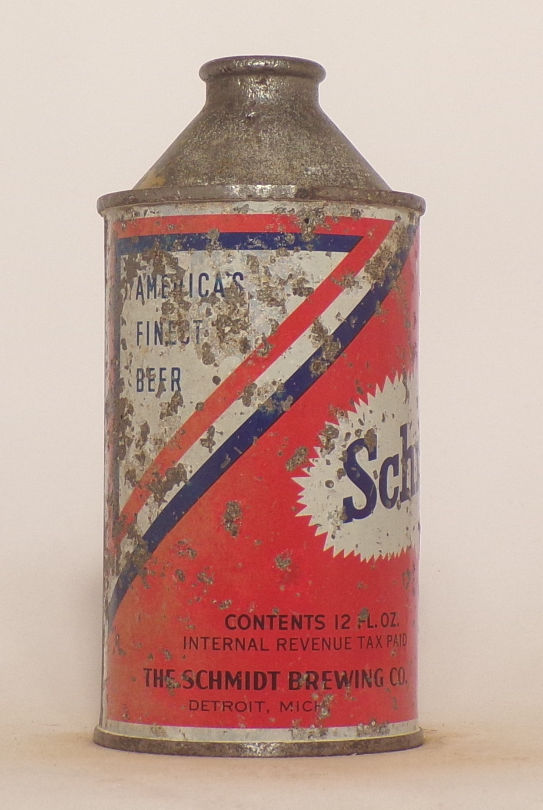 AMERICA'S
FINEST
BEER
Sch
CONTENTS 12 FL. OZ.
INTERNAL REVENUE TAX PAID
THE SCHMIDT BREWING CO.
DETROIT, MICH.